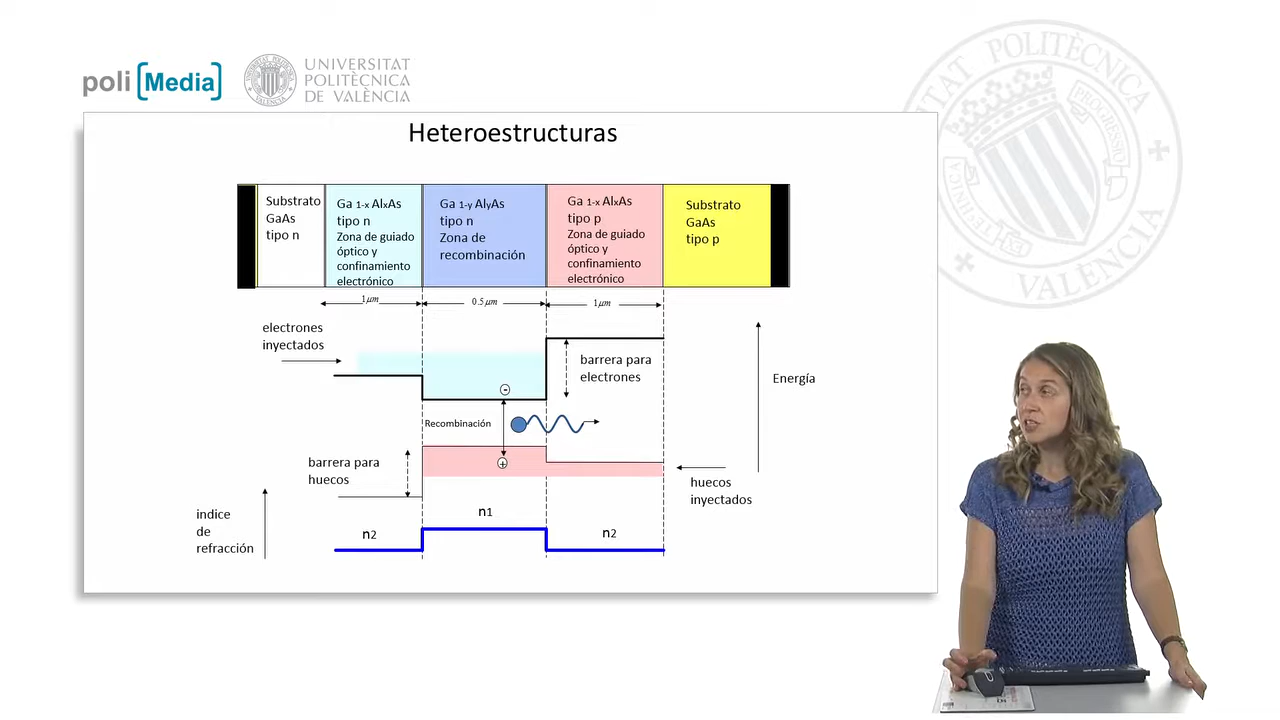 poli [Media]
UNIVERSITAT
POLITÈCNICA
DE VALÈNCIA
Heteroestructuras
Substrato
GaAs
tipo n
Ga 1-x AlxAs
tipo n
Zona de guiado
óptico y
confinamiento
electrónico
Ga 1-y AlyAs
tipo n
Zona de
recombinación
Ga 1-x AlxAs
tipo p
Zona de guiado
óptico y
confinamiento
electrónico
Substrato
GaAs
tipo p
1μm
0.5μm
1μm
electrones
inyectados
barrera para
electrones
Energía
-
Recombinación
+
barrera para
huecos
huecos
inyectados
indice
de
refracción
n2
n1
n2
POLITÈCNICA
VALÈNCIA
PROGRESSIO